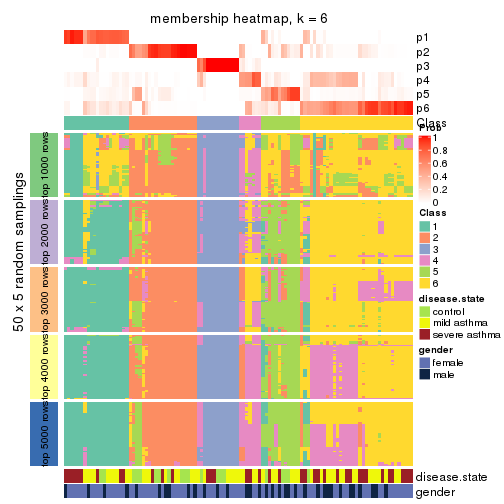 membership heatmap, k = 6
p1
p2
p3
p4
p5
p6
Class
Prob
1
0.8
0.6
0.4
0.2
0
Class
1
2
3
4
5
6
disease.state
control
mild asthma
severe asthma
gender
female
male
50 x 5 random samplings
top 1000 rows
top 2000 rows
top 3000 rows
top 4000 rows
top 5000 rows
disease.state
gender